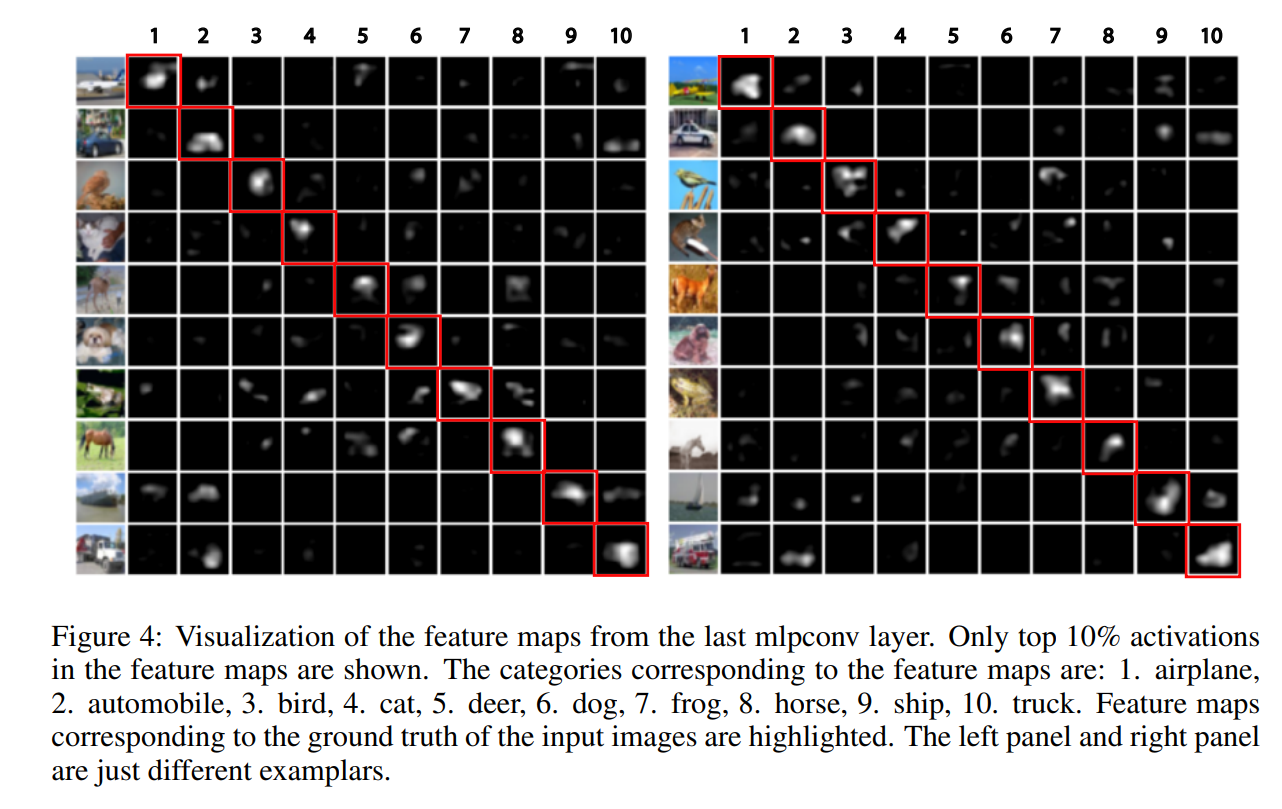 1 2 3 4 5 6 7 8 9 10 1 2 3 4 5 6 7 8 9 10
Figure 4: Visualization of the feature maps from the last mlpconv layer. Only top 10% activations
in the feature maps are shown. The categories corresponding to the feature maps are: 1. airplane,
2. automobile, 3. bird, 4. cat, 5. deer, 6. dog, 7. frog, 8. horse, 9. ship, 10. truck. Feature maps
corresponding to the ground truth of the input images are highlighted. The left panel and right panel
are just different examplars.